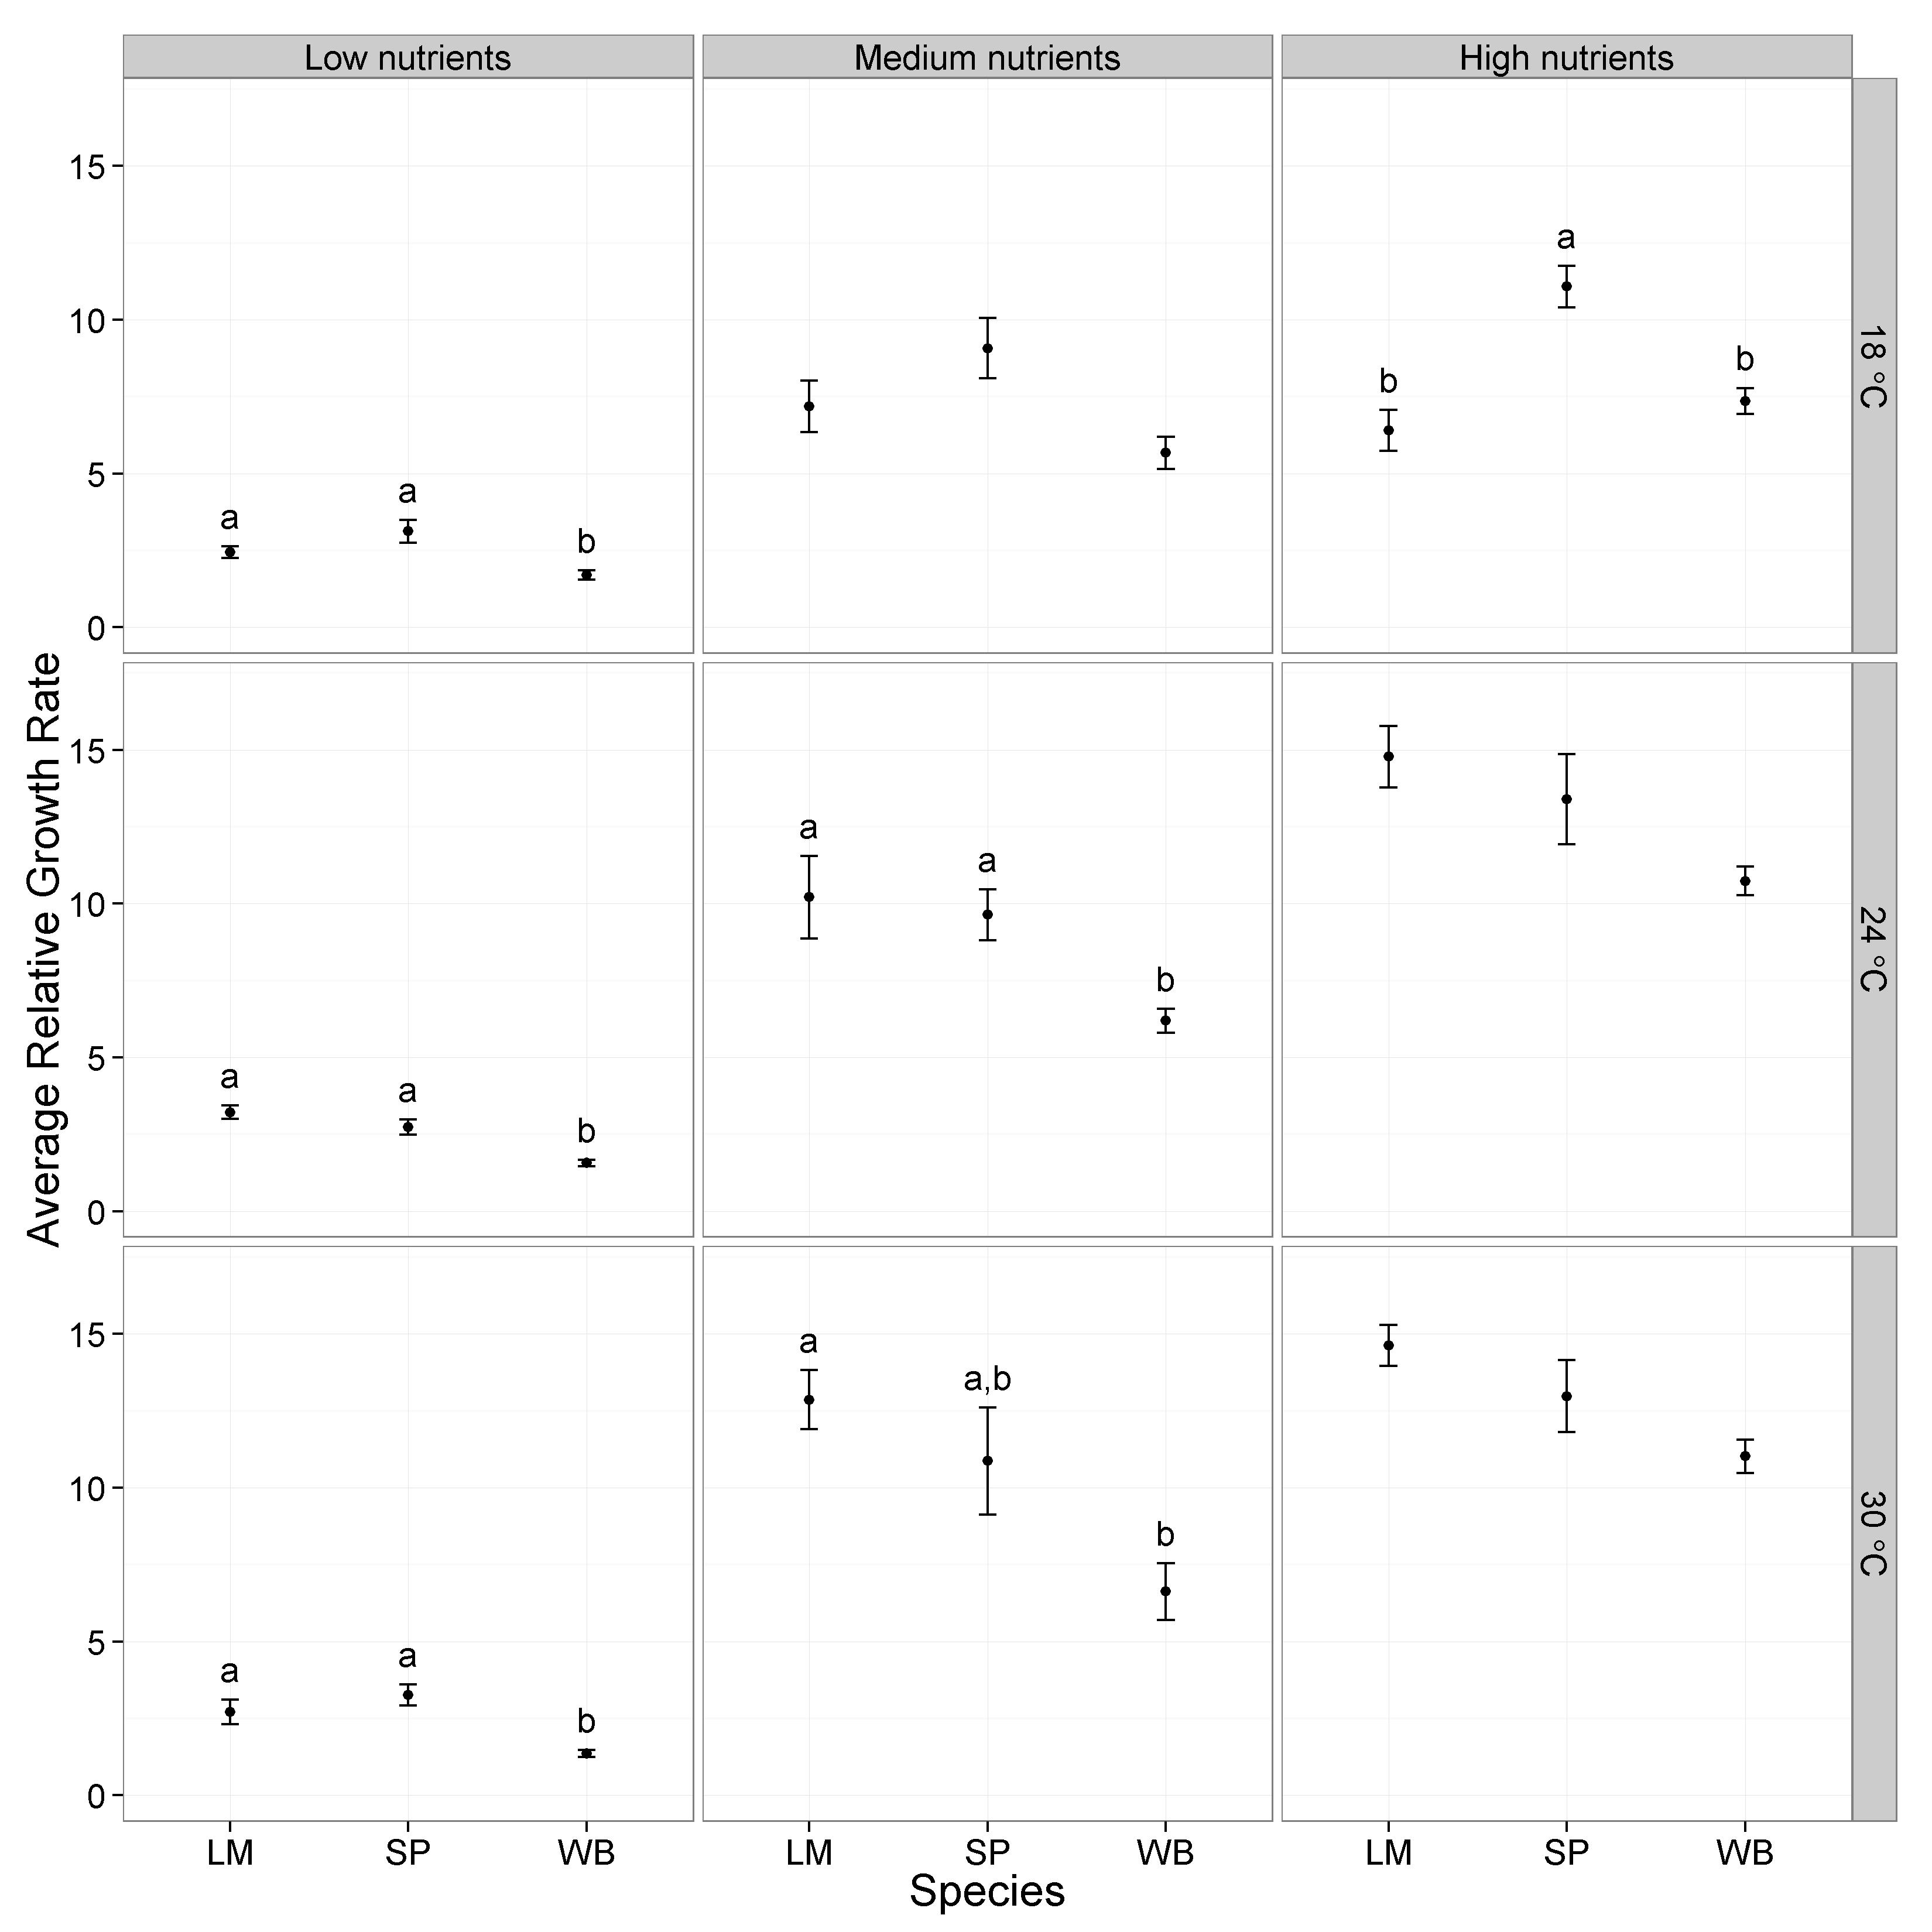 Low nutrients Medium nutrients High nutrients
15
10
5
0
a a b
b a b
18 °C
Average Relative Growth Rate
15
10
5
0
a a b
a a b
24 °C
15
10
5
0
a a b
a a,b b
30 °C
LM SP WB LM SP WB LM SP WB
Species